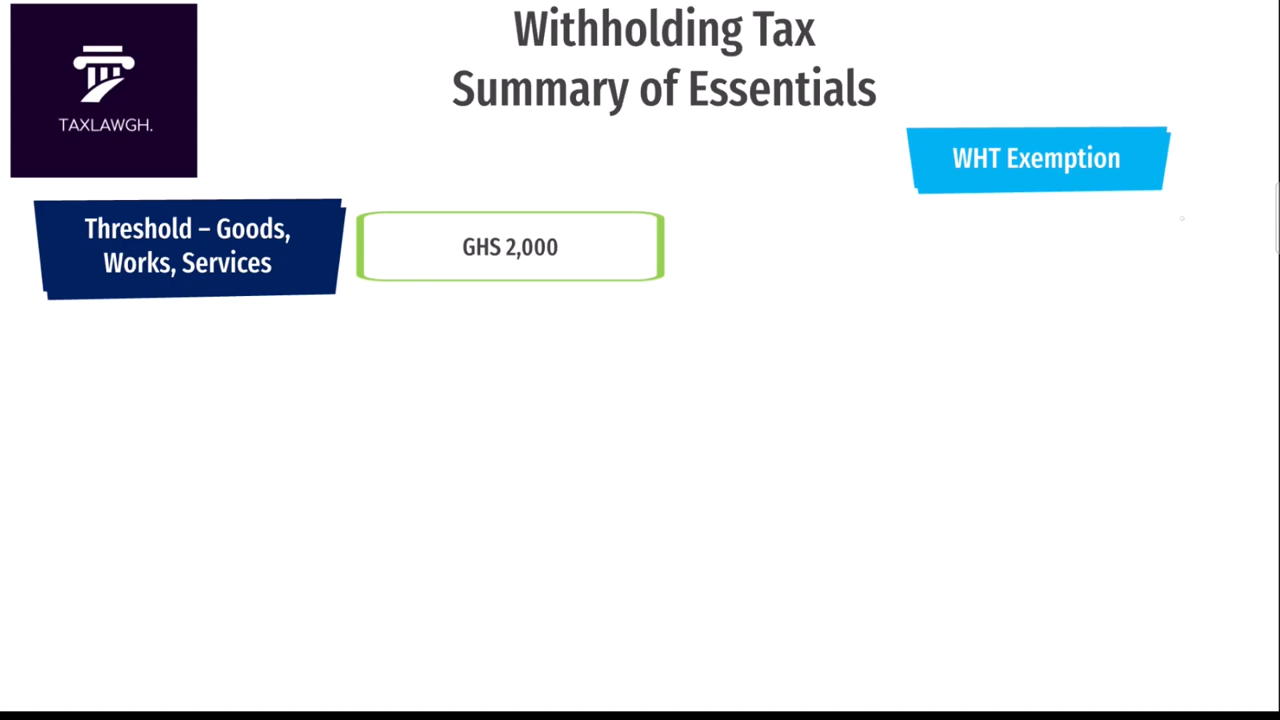 Withholding Tax
Summary of Essentials
TAXLAWGH.
WHT Exemption
Threshold – Goods,
Works, Services
GHS 2,000